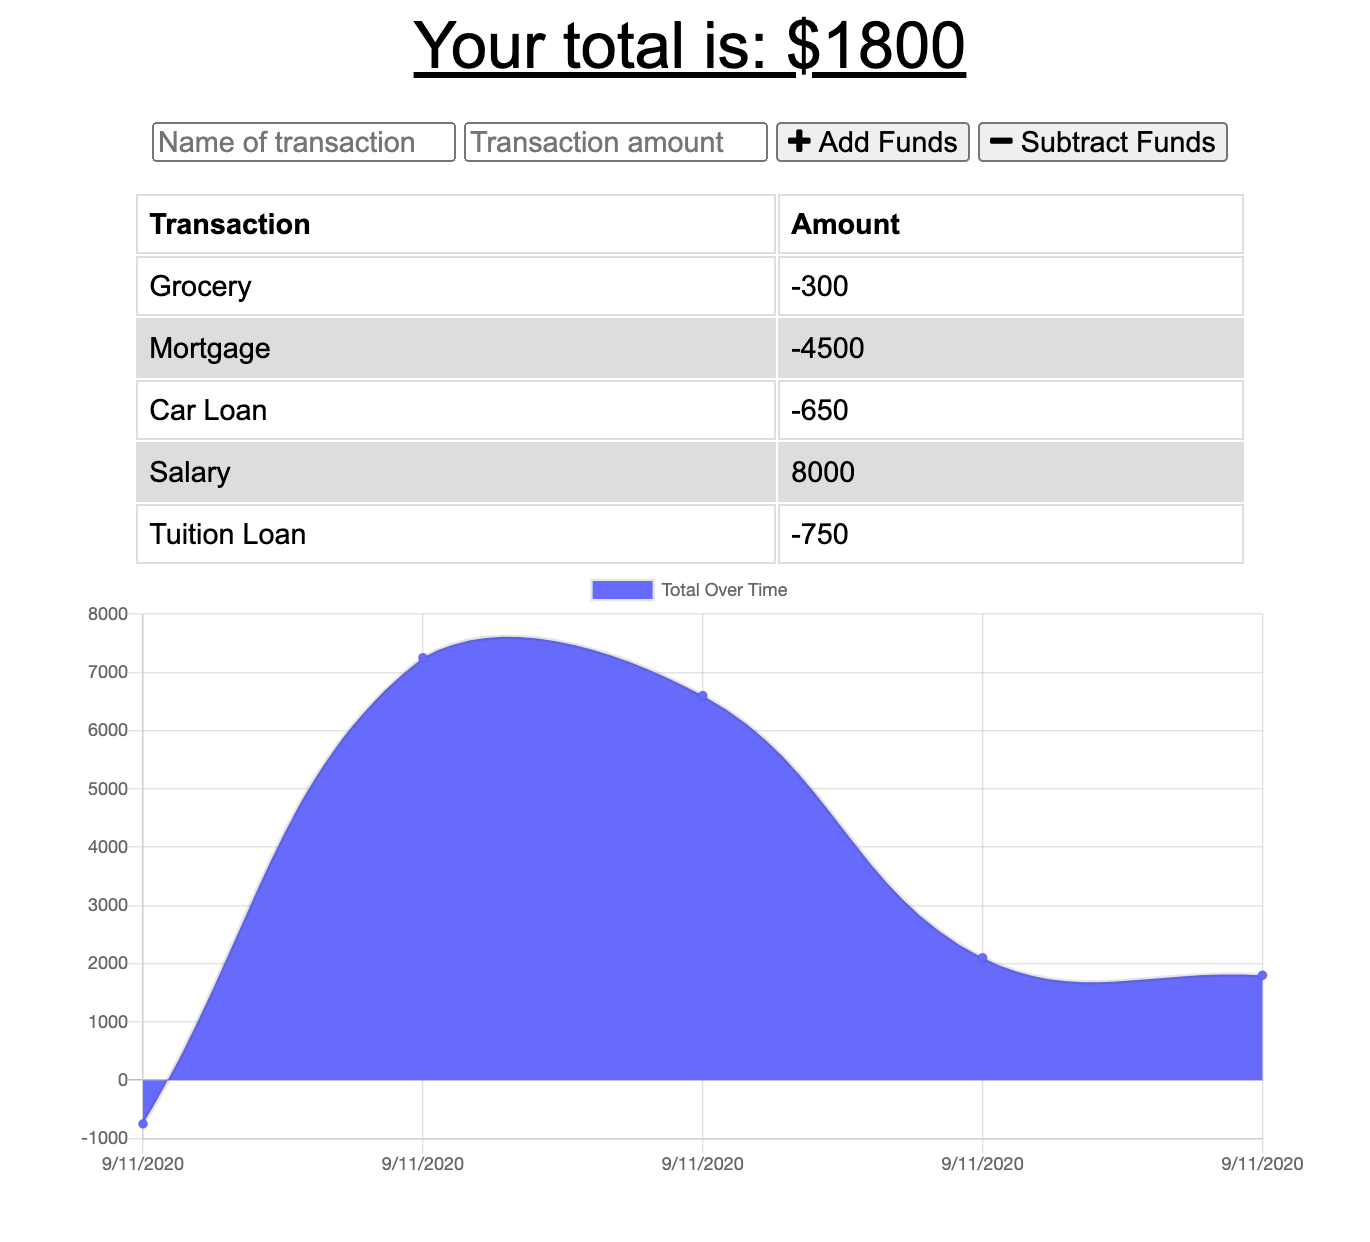 Your total is: $1800
Name of transaction Transaction amount + Add Funds − Subtract Funds
Transaction Amount
Grocery -300
Mortgage -4500
Car Loan -650
Salary 8000
Tuition Loan -750
Total Over Time
8000
7000
6000
5000
4000
3000
2000
1000
0
-1000
9/11/2020 9/11/2020 9/11/2020 9/11/2020 9/11/2020